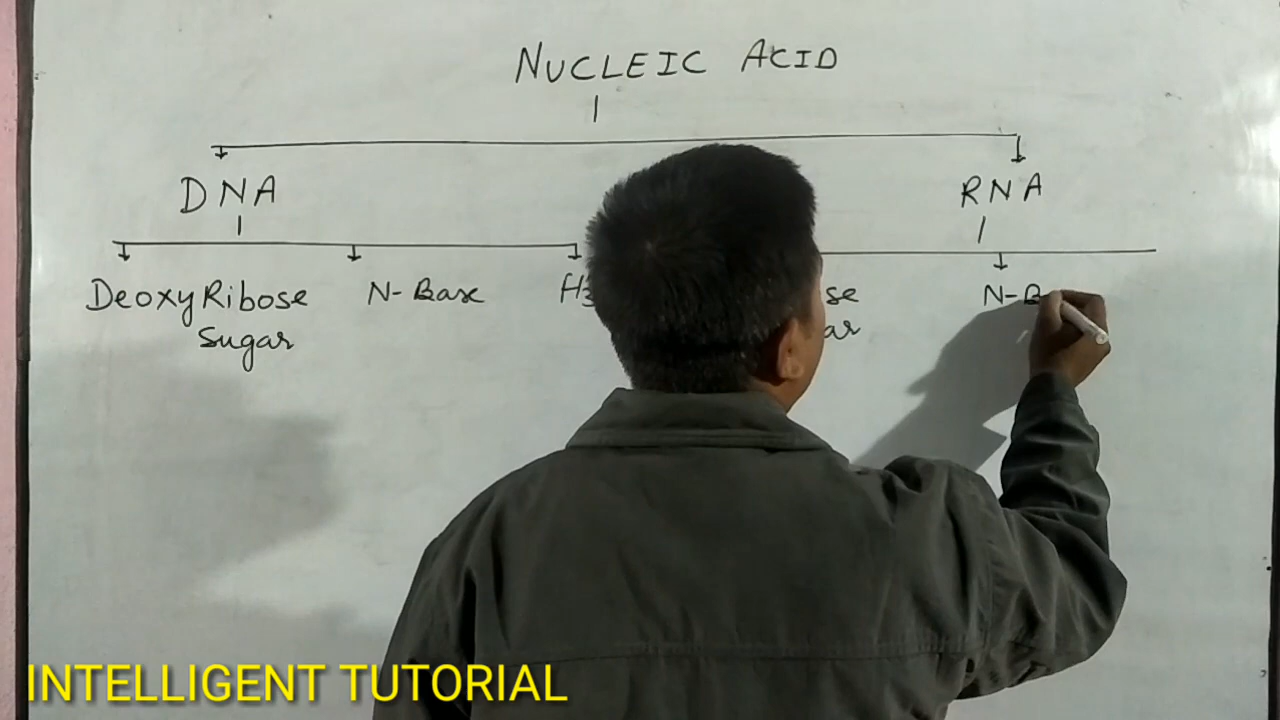 NUCLEIC ACID
DNA
RNA
DeoxyRibose
Sugar
N-Base
INTELLIGENT TUTORIAL